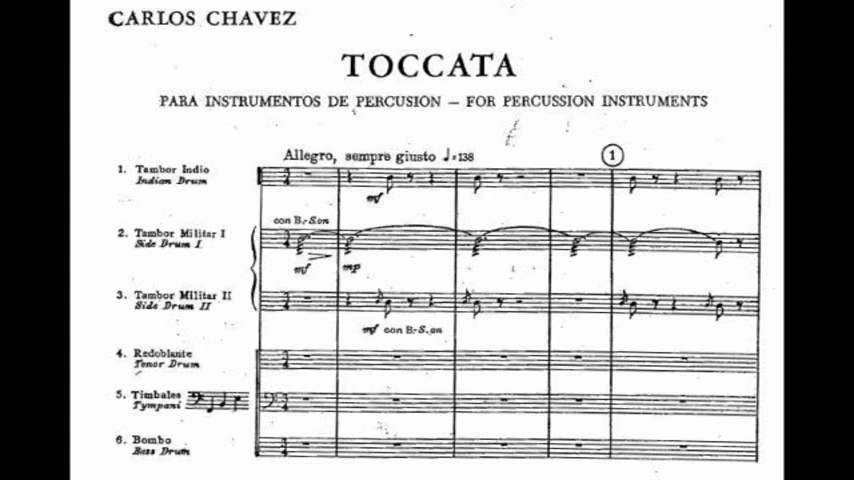 CARLOS CHAVEZ
TOCCATA
PARA INSTRUMENTOS DE PERCUSION — FOR PERCUSSION INSTRUMENTS
Allegro, sempre giusto ♩=138
1
1. Tambor Indio
Indian Drum
mf
con B.-S.on
2. Tambor Militar I
Side Drum I
mf mp
3. Tambor Militar II
Side Drum II
mf con B.-S.on
4. Redoblante
Tenor Drum
5. Timbales
Tympani
6. Bombo
Bass Drum